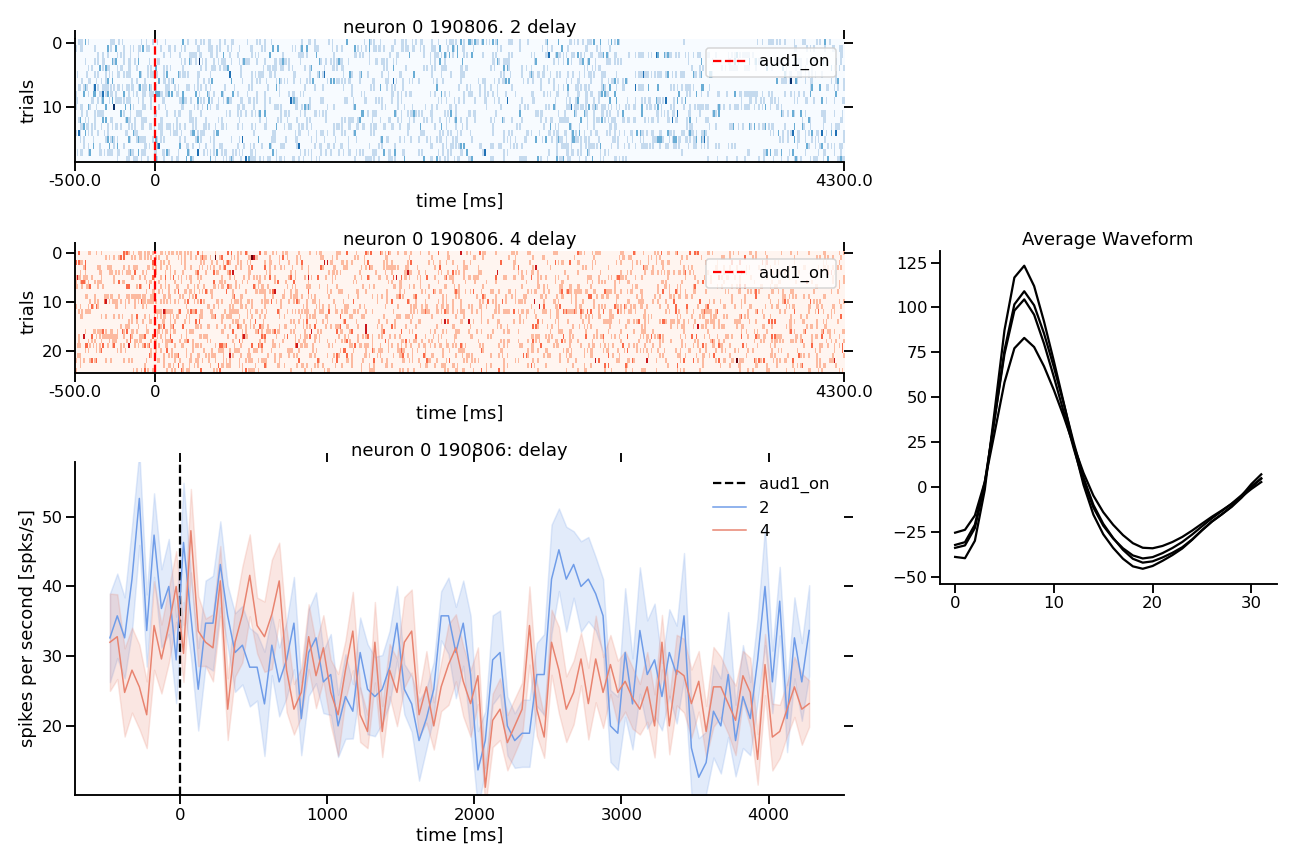 neuron 0 190806. 2 delay
trials
0
10
aud1_on
-500.0
0
4300.0
time [ms]
neuron 0 190806. 4 delay
trials
0
10
20
aud1_on
-500.0
0
4300.0
time [ms]
neuron 0 190806: delay
spikes per second [spks/s]
50
40
30
20
aud1_on
2
4
0
1000
2000
3000
4000
time [ms]
Average Waveform
125
100
75
50
25
0
−25
−50
0
10
20
30